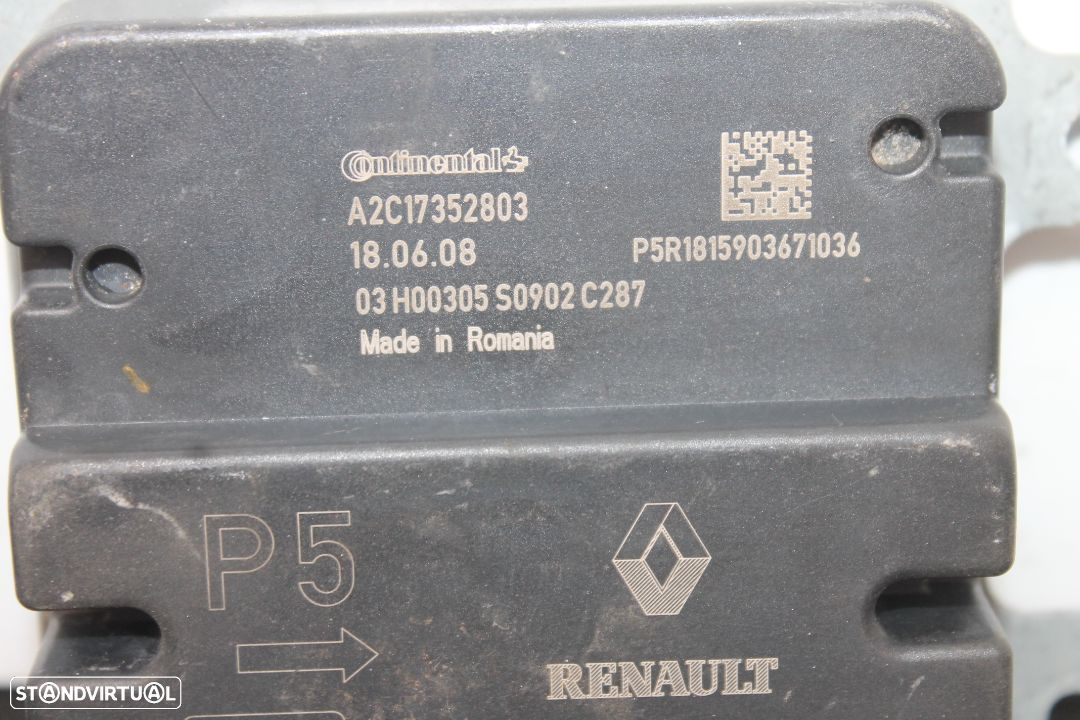 Continental
A2C17352803
18.06.08
P5R1815903671036
03 H00305 S0902 C287
Made in Romania
P5
RENAULT
STANDVIRTUAL